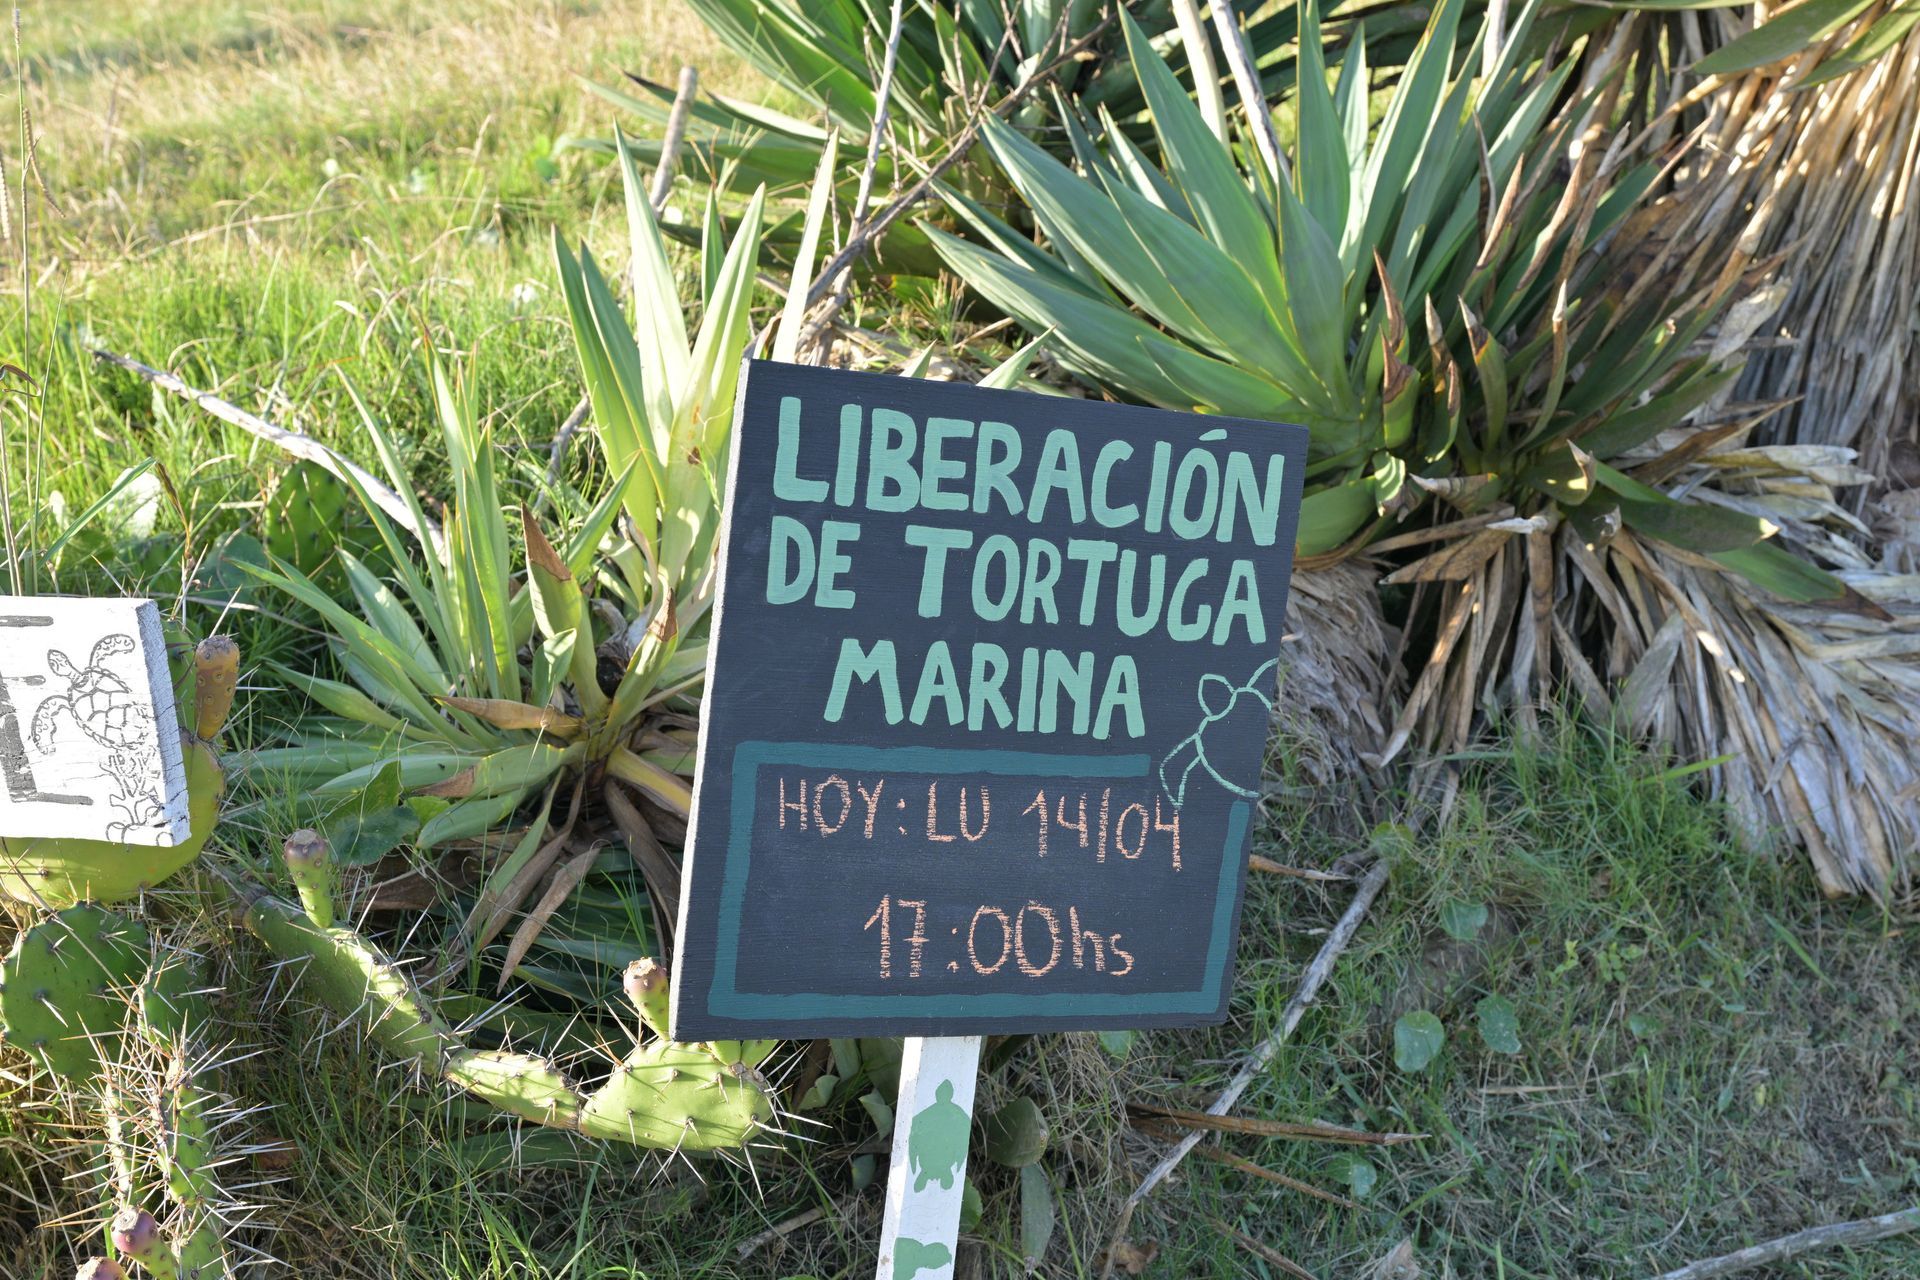 LIBERACIÓN
DE TORTUGA
MARINA
HOY: LU 14/04
17:00hs